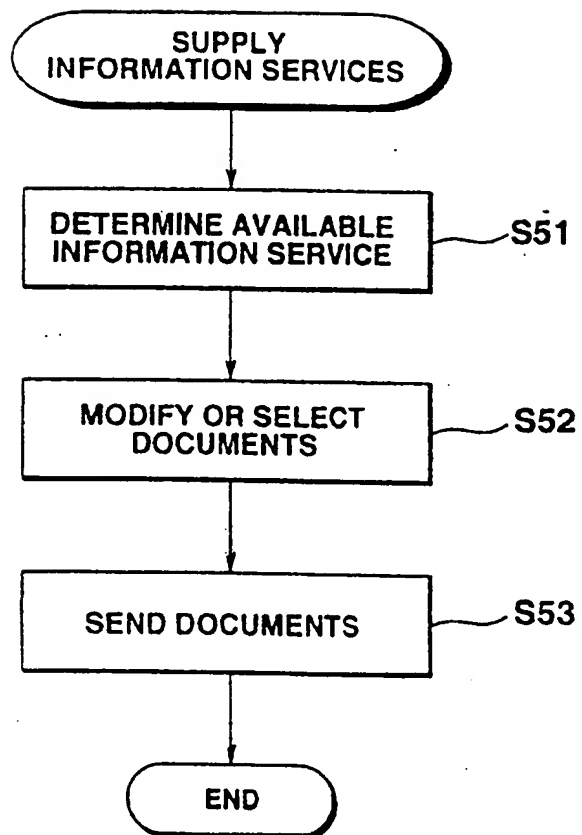 SUPPLY
INFORMATION SERVICES
DETERMINE AVAILABLE
INFORMATION SERVICE
S51
MODIFY OR SELECT
DOCUMENTS
S52
SEND DOCUMENTS
S53
END